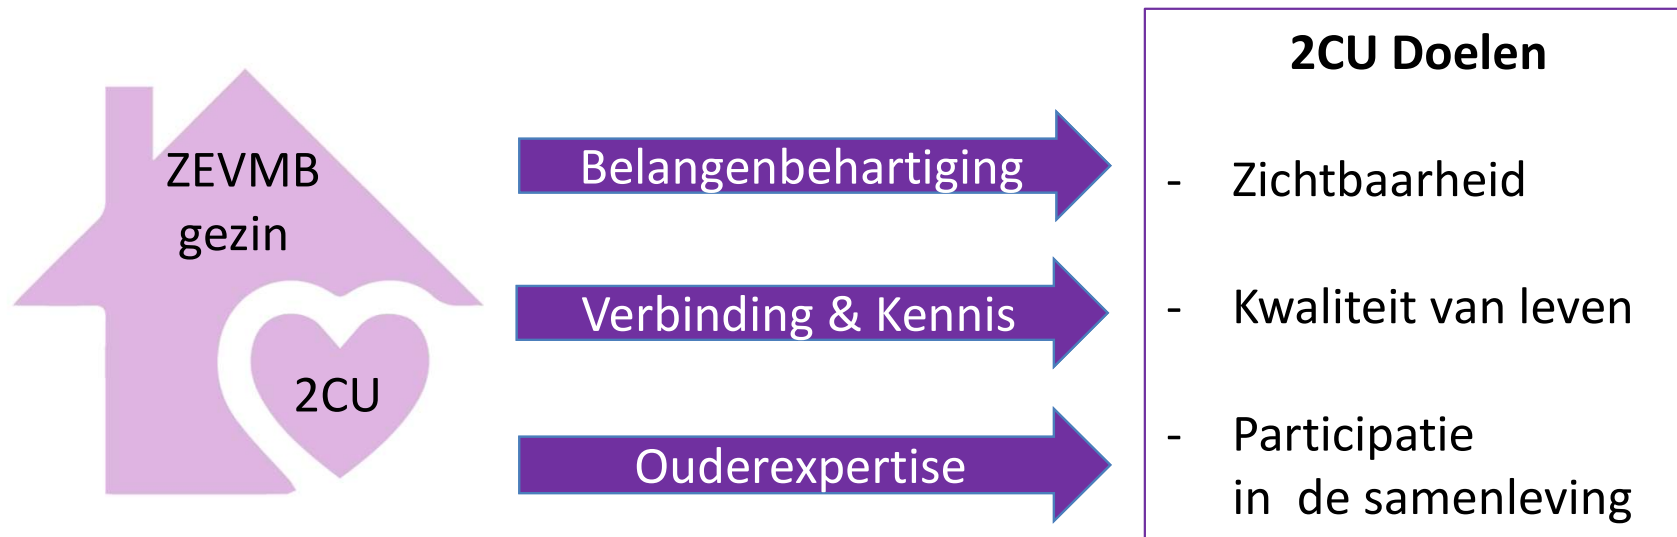 ZEVMB
gezin
2CU
Belangenbehartiging
Verbinding & Kennis
Ouderexpertise
2CU Doelen
- Zichtbaarheid
- Kwaliteit van leven
- Participatie
in de samenleving